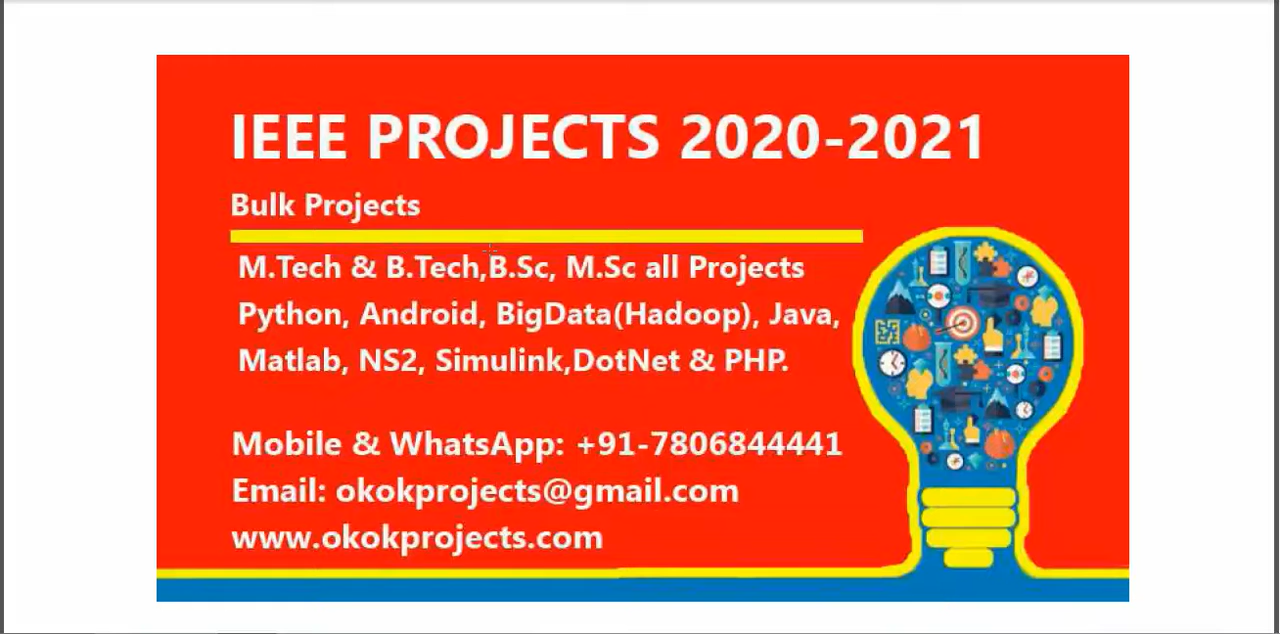 IEEE PROJECTS 2020-2021
Bulk Projects
M.Tech & B.Tech,B.Sc, M.Sc all Projects
Python, Android, BigData(Hadoop), Java,
Matlab, NS2, Simulink,DotNet & PHP.
Mobile & WhatsApp: +91-7806844441
Email: okokprojects@gmail.com
www.okokprojects.com